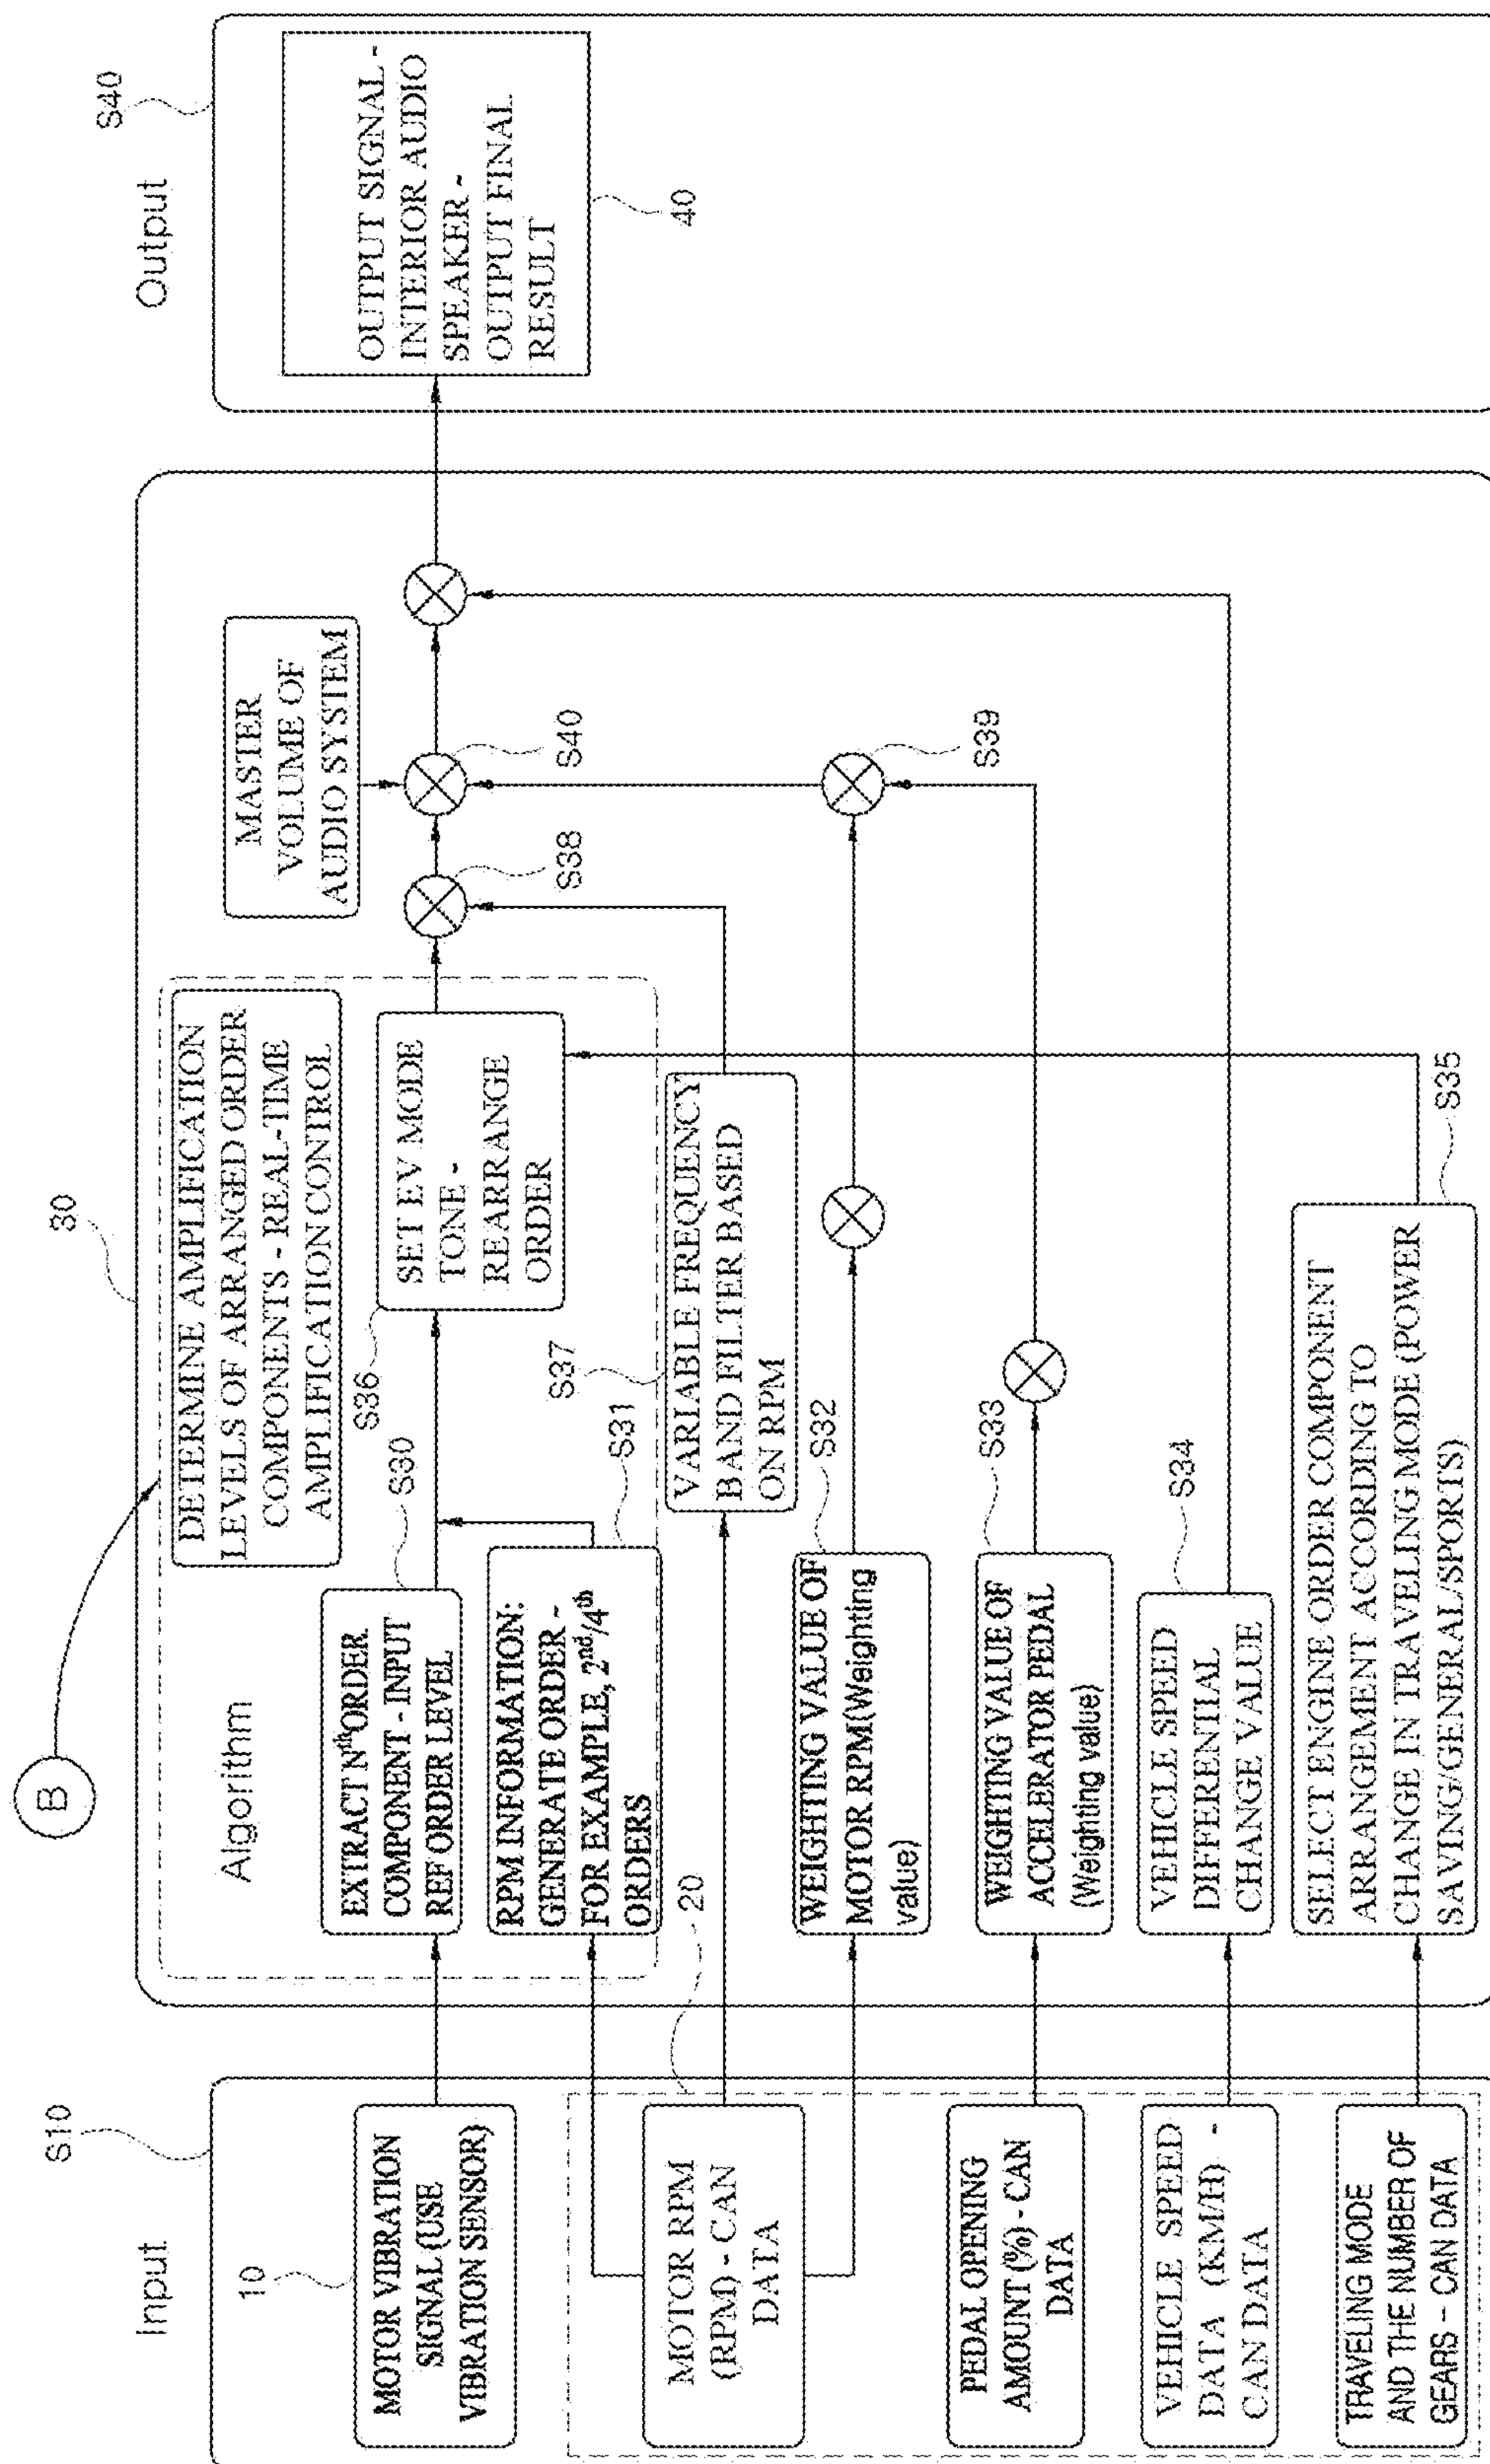 Input
S10
10
MOTOR VIBRATION
SIGNAL (USE
VIBRATION SENSOR)
20
MOTOR RPM
(RPM) - CAN
DATA
PEDAL OPENING
AMOUNT (%) - CAN
DATA
VEHICLE SPEED
DATA (KM/H) -
CAN DATA
TRAVELING MODE
AND THE NUMBER OF
GEARS - CAN DATA
B
30
Algorithm
DETERMINE AMPLIFICATION
LEVELS OF ARRANGED ORDER
COMPONENTS - REAL-TIME
AMPLIFICATION CONTROL
S30
EXTRACT Nth ORDER
COMPONENT - INPUT
REF ORDER LEVEL
S31
RPM INFORMATION:
GENERATE ORDER -
FOR EXAMPLE, 2nd/4th
ORDERS
S36
SET EV MODE
TONE -
REARRANGE
ORDER
S37
VARIABLE FREQUENCY
BAND FILTER BASED
ON RPM
S32
WEIGHTING VALUE OF
MOTOR RPM(Weighting
value)
S33
WEIGHTING VALUE OF
ACCELERATOR PEDAL
(Weighting value)
S34
VEHICLE SPEED
DIFFERENTIAL
CHANGE VALUE
S35
SELECT ENGINE ORDER COMPONENT
ARRANGEMENT ACCORDING TO
CHANGE IN TRAVELING MODE (POWER
SAVING/GENERAL/SPORTS)
MASTER
VOLUME OF
AUDIO SYSTEM
S38
S40
S39
Output
S40
OUTPUT SIGNAL -
INTERIOR AUDIO
SPEAKER -
OUTPUT FINAL
RESULT
40